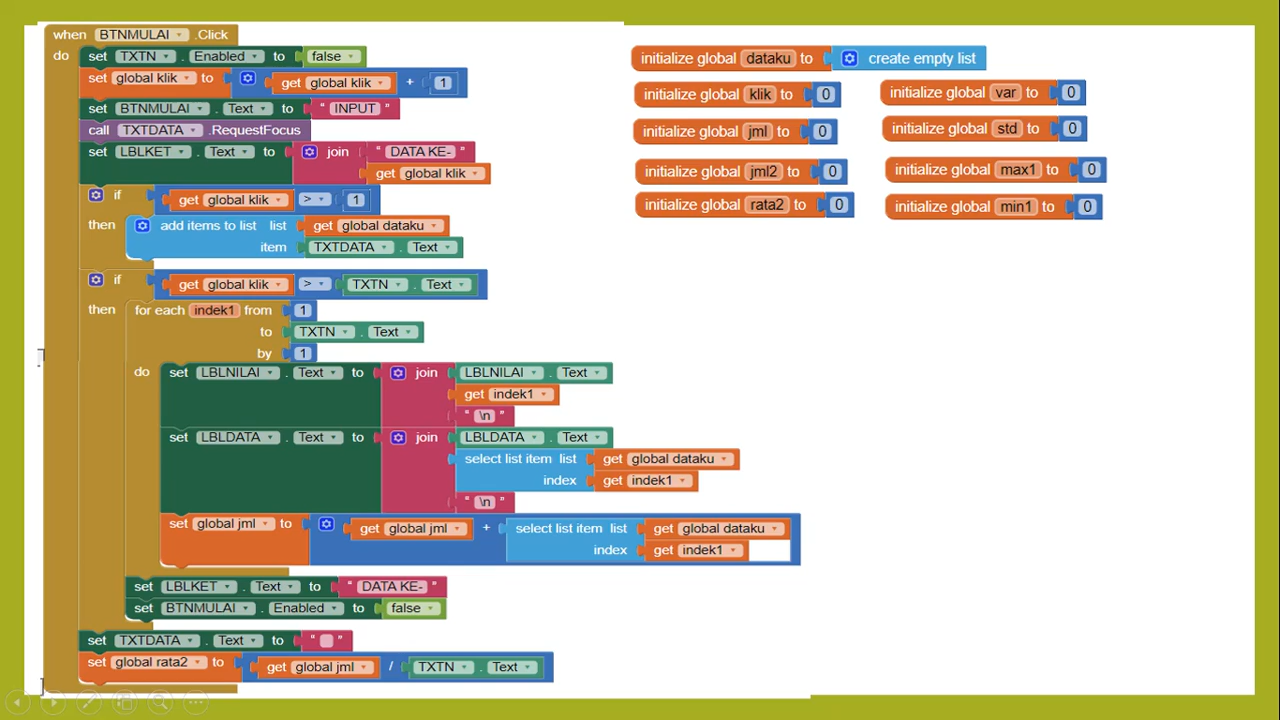 when BTNMULAI .Click
do set TXTN . Enabled to false
set global klik to get global klik + 1
set BTNMULAI . Text to " INPUT "
call TXTDATA .RequestFocus
set LBLKET . Text to join " DATA KE- "
get global klik
if get global klik > 1
then add items to list list get global dataku
item TXTDATA . Text
if get global klik > TXTN . Text
then for each indek1 from 1
to TXTN . Text
by 1
do set LBLNILAI . Text to join LBLNILAI . Text
get indek1
" \n "
set LBLDATA . Text to join LBLDATA . Text
select list item list get global dataku
index get indek1
" \n "
set global jml to get global jml + select list item list get global dataku
index get indek1
set LBLKET . Text to " DATA KE- "
set BTNMULAI . Enabled to false
set TXTDATA . Text to " "
set global rata2 to get global jml / TXTN . Text
initialize global dataku to create empty list
initialize global klik to 0
initialize global var to 0
initialize global jml to 0
initialize global std to 0
initialize global jml2 to 0
initialize global max1 to 0
initialize global rata2 to 0
initialize global min1 to 0